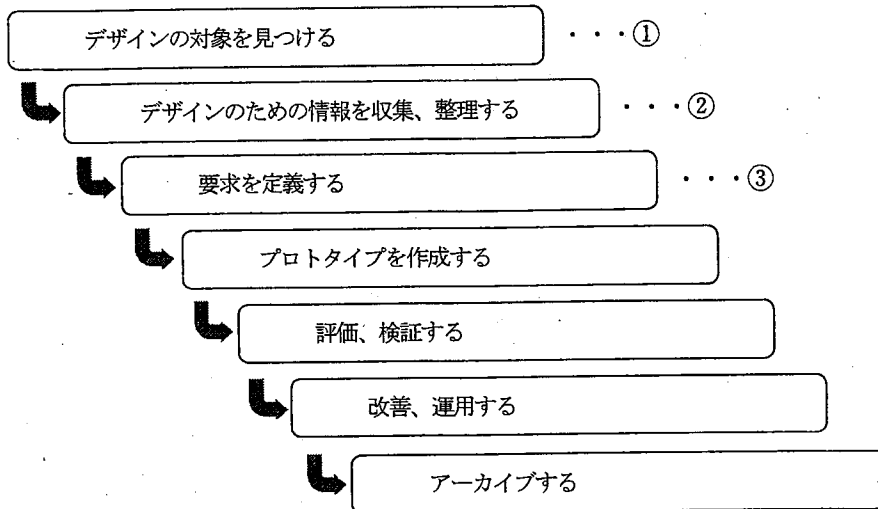 デザインの対象を見つける ・・・①
デザインのための情報を収集、整理する ・・・②
要求を定義する ・・・③
プロトタイプを作成する
評価、検証する
改善、運用する
アーカイブする